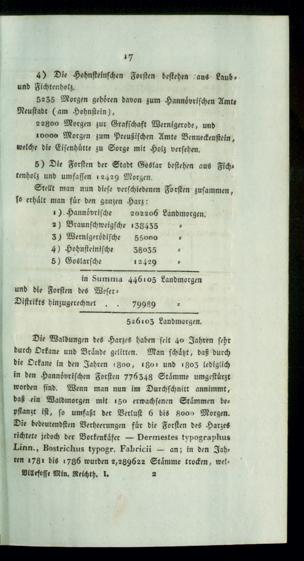 17
4) Die Hohnsteinschen Forsten bestehen aus Laub-
und Fichtenholz.
5235 Morgen gehören davon zum Hannövrischen Amte
Neustadt (am Hohnstein),
22800 Morgen zur Grafschaft Wernigerode, und
10000 Morgen zum Preußischen Amte Benneckenstein,
welche die Eisenhütte zu Sorge mit Holz versehen.
5) Die Forsten der Stadt Goslar bestehen aus Fich-
tenholz und umfassen 12429 Morgen.
Stellt man nun diese verschiedenen Forsten zusammen,
so erhält man für den ganzen Harz:
1) Hannövrische 202206 Landmorgen.
2) Braunschweigsche 138435 „
3) Wernigerödische 55000 „
4) Hohnsteinische 38035 „
5) Goslarsche 12429 „
in Summa 446105 Landmorgen
und die Forsten des Weser-
Distrikts hinzugerechnet . . 79989 „
526103 Landmorgen.
Die Waldungen des Harzes haben seit 40 Jahren sehr
durch Orkane und Brände gelitten. Man schätzt, daß durch
die Orkane in den Jahren 1800, 1801 und 1803 lediglich
in den Hannövrischen Forsten 776348 Stämme umgestürzt
worden sind. Wenn man nun im Durchschnitt annimmt,
daß ein Waldmorgen mit 150 erwachsenen Stämmen be-
pflanzt ist, so umfaßt der Verlust 6 bis 8000 Morgen.
Die bedeutendsten Verheerungen für die Forsten des Harzes
richtete jedoch der Borkenkäfer — Dermestes typographus
Linn., Bostrichus typogr. Fabricii — an; in den Jah-
ren 1781 bis 1786 wurden 2,289622 Stämme trocken, wel-
Villefosse Min. Reichth. I. 2